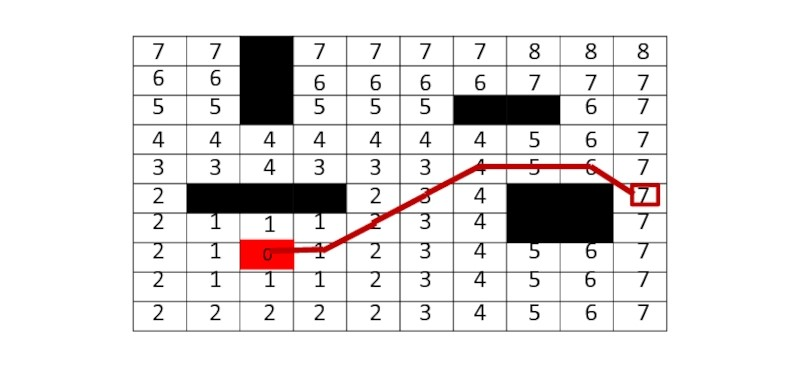 7 7 7 7 7 7 8 8 8
6 6 6 6 6 6 7 7 7
5 5 5 5 5 6 7
4 4 4 4 4 4 4 5 6 7
3 3 4 3 3 3 4 5 6 7
2 2 3 4 7
2 1 1 1 2 3 4 7
2 1 0 1 2 3 4 5 6 7
2 1 1 1 2 3 4 5 6 7
2 2 2 2 2 3 4 5 6 7